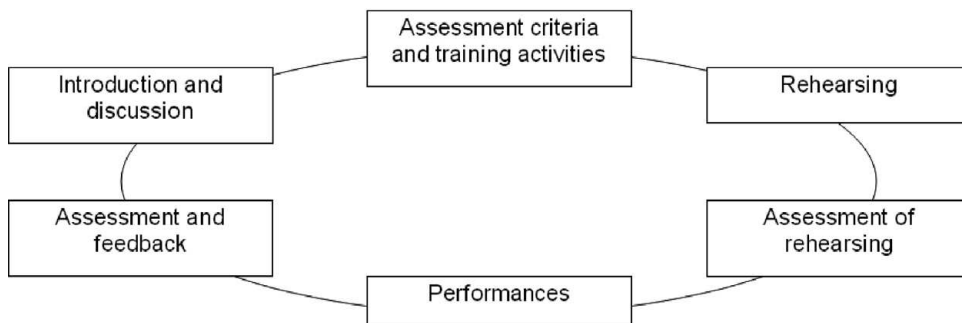 Assessment criteria
and training activities
Introduction and
discussion
Rehearsing
Assessment and
feedback
Assessment of
rehearsing
Performances